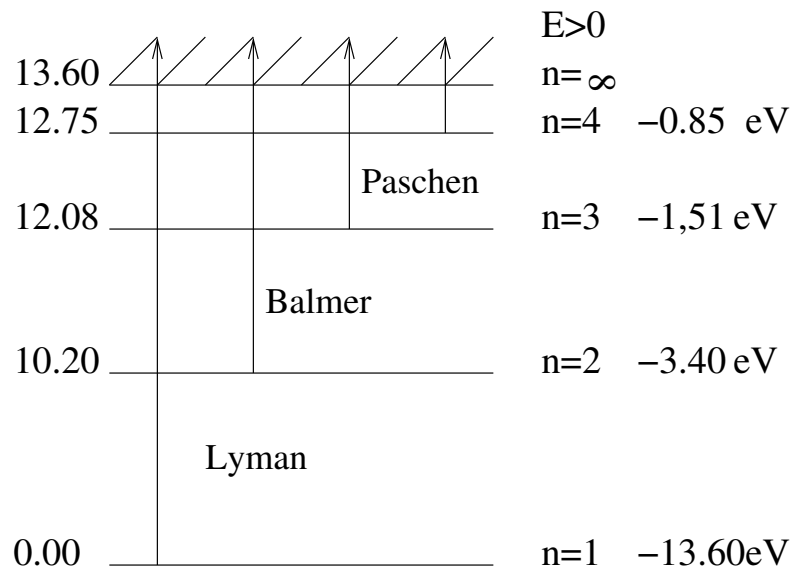 E>0
13.60 n=∞
12.75 n=4 −0.85 eV
Paschen
12.08 n=3 −1,51 eV
Balmer
10.20 n=2 −3.40 eV
Lyman
0.00 n=1 −13.60eV